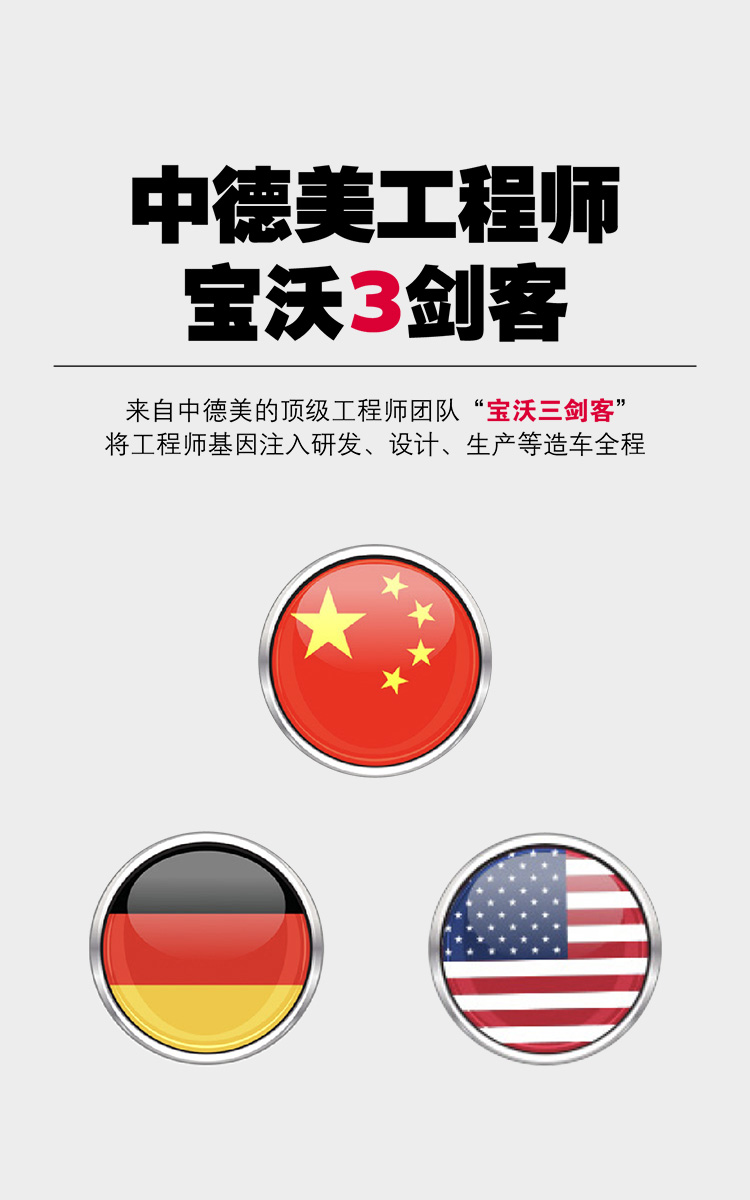 中德美工程师
宝沃3剑客
来自中德美的顶级工程师团队“宝沃三剑客”
将工程师基因注入研发、设计、生产等造车全程